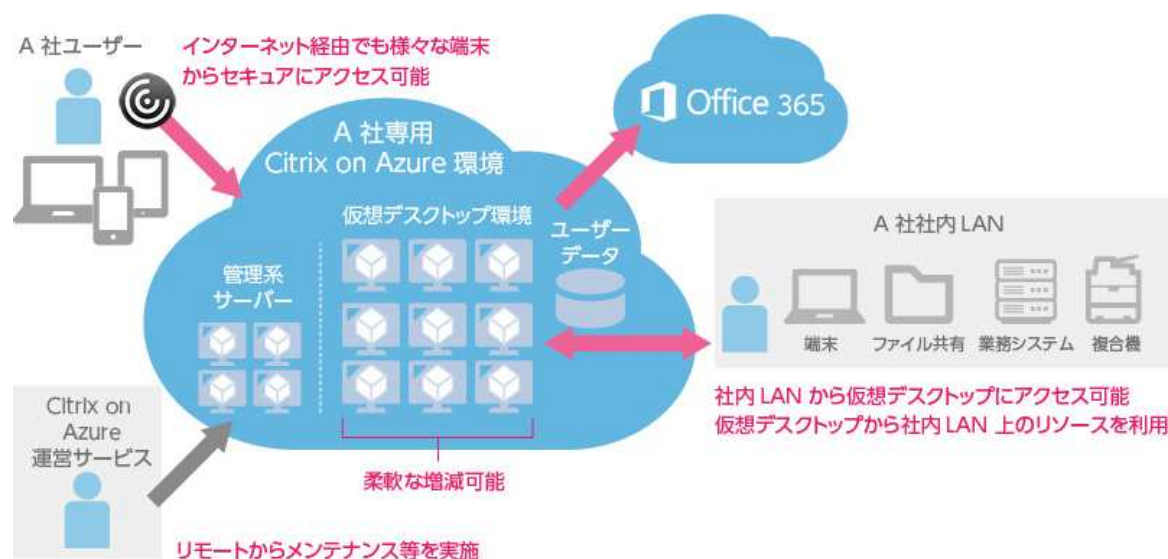 A 社ユーザー
インターネット経由でも様々な端末
からセキュアにアクセス可能
Office 365
A 社専用
Citrix on Azure 環境
仮想デスクトップ環境
ユーザー
データ
管理系
サーバー
A 社社内 LAN
端末
ファイル共有
業務システム
複合機
社内 LAN から仮想デスクトップにアクセス可能
仮想デスクトップから社内 LAN 上のリソースを利用
Citrix on
Azure
運営サービス
柔軟な増減可能
リモートからメンテナンス等を実施